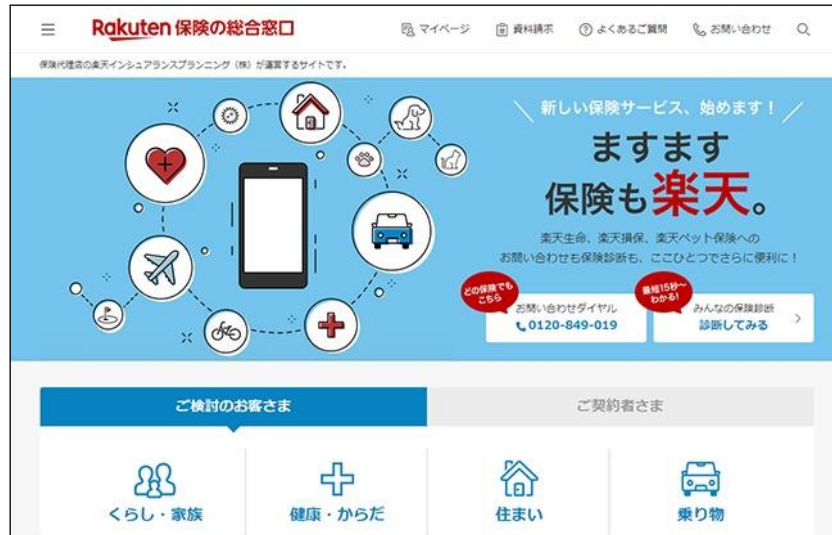 Rakuten 保険の総合窓口
マイページ
資料請求
よくあるご質問
お問い合わせ
保険代理店の楽天インシュアランスプランニング（株）が運営するサイトです。
新しい保険サービス、始めます！
ますます
保険も楽天。
楽天生命、楽天損保、楽天ペット保険への
お問い合わせも保険診断も、ここひとつでさらに便利に！
どの保険でも
こちら
お問い合わせダイヤル
0120-849-019
最短15秒～
わかる！
みんなの保険診断
診断してみる
ご検討のお客さま
ご契約者さま
くらし・家族
健康・からだ
住まい
乗り物